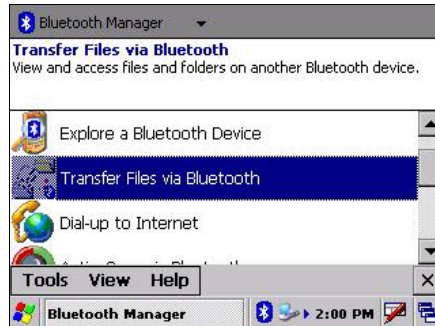 Bluetooth Manager
Transfer Files via Bluetooth
View and access files and folders on another Bluetooth device.
Explore a Bluetooth Device
Transfer Files via Bluetooth
Dial-up to Internet
Tools View Help
Bluetooth Manager 2:00 PM